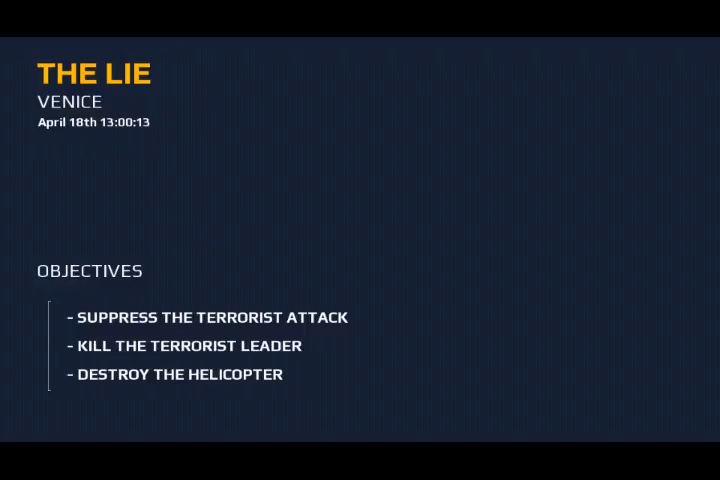 THE LIE
VENICE
April 18th 13:00:13
OBJECTIVES
- SUPPRESS THE TERRORIST ATTACK
- KILL THE TERRORIST LEADER
- DESTROY THE HELICOPTER